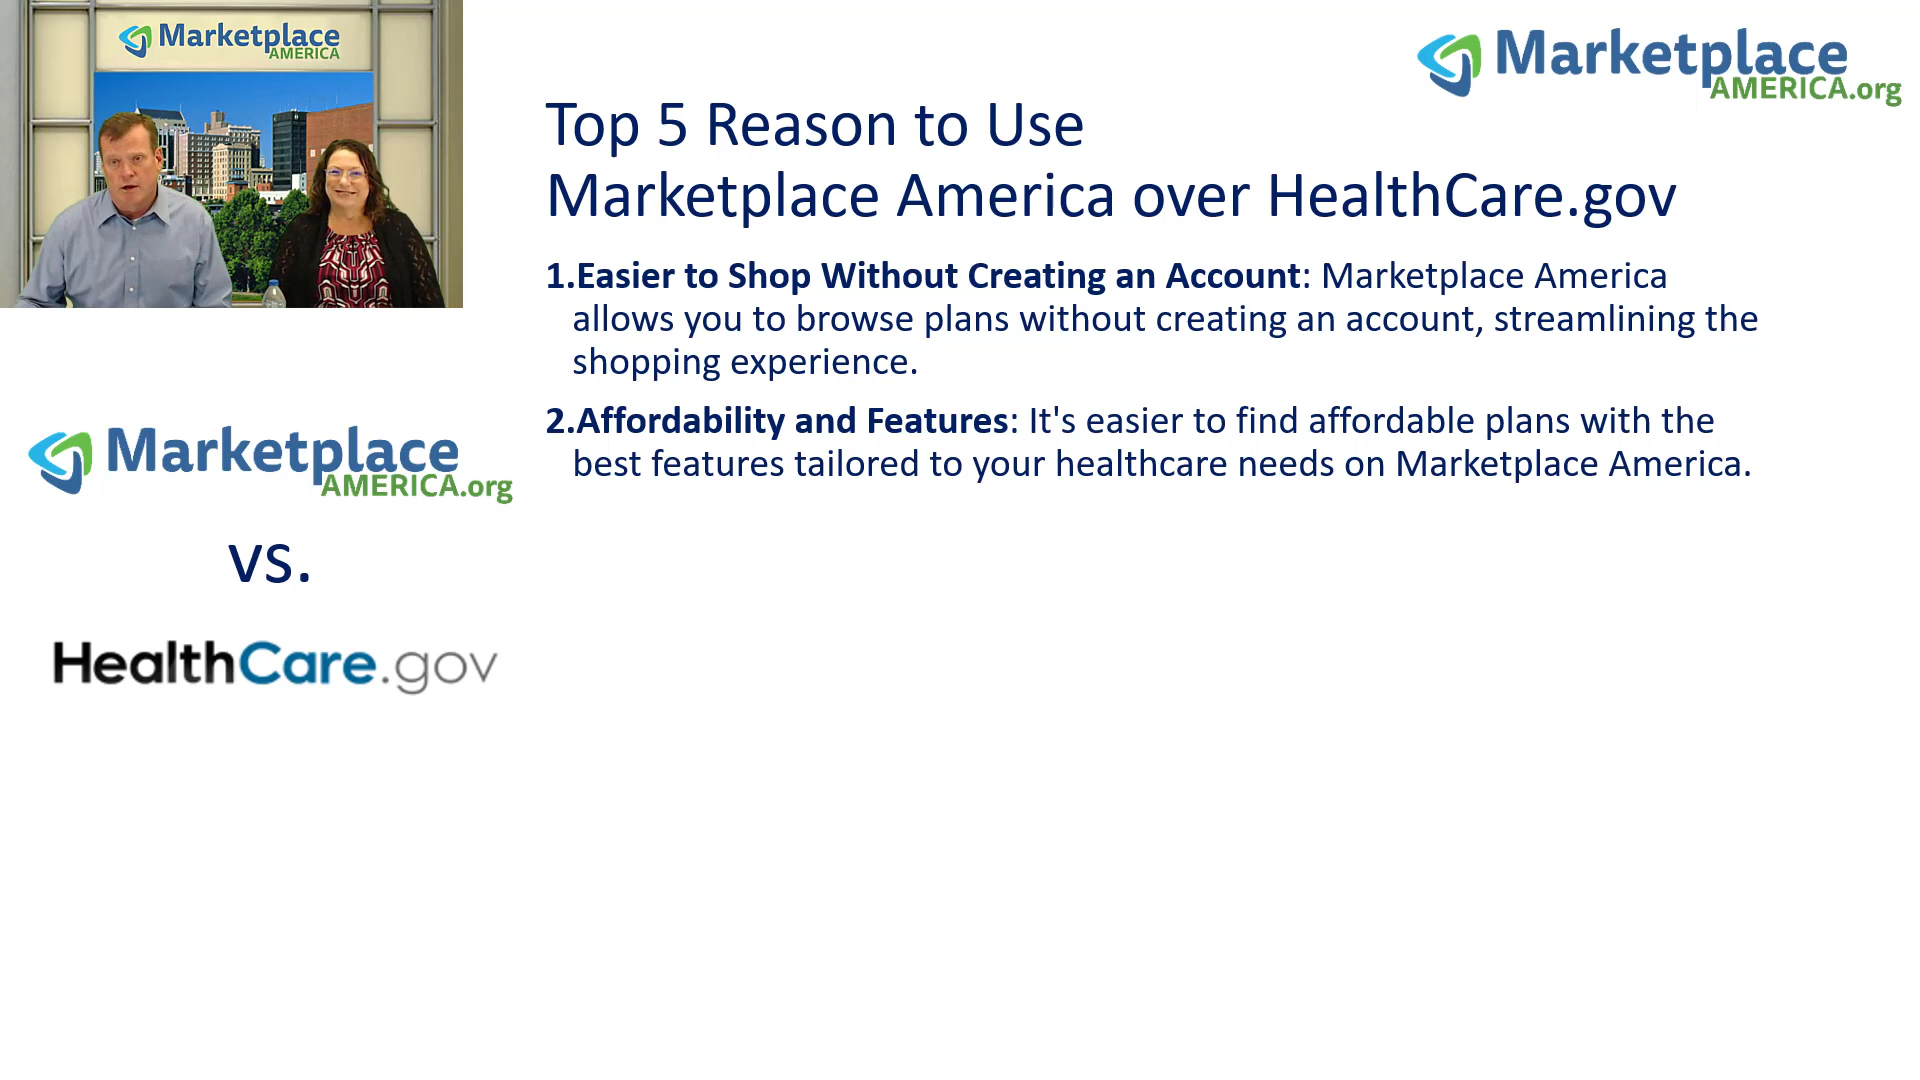 Marketplace
AMERICA
Marketplace
AMERICA.org
Top 5 Reason to Use
Marketplace America over HealthCare.gov
1.Easier to Shop Without Creating an Account: Marketplace America
allows you to browse plans without creating an account, streamlining the
shopping experience.
2.Affordability and Features: It's easier to find affordable plans with the
best features tailored to your healthcare needs on Marketplace America.
Marketplace
AMERICA.org
vs.
HealthCare.gov